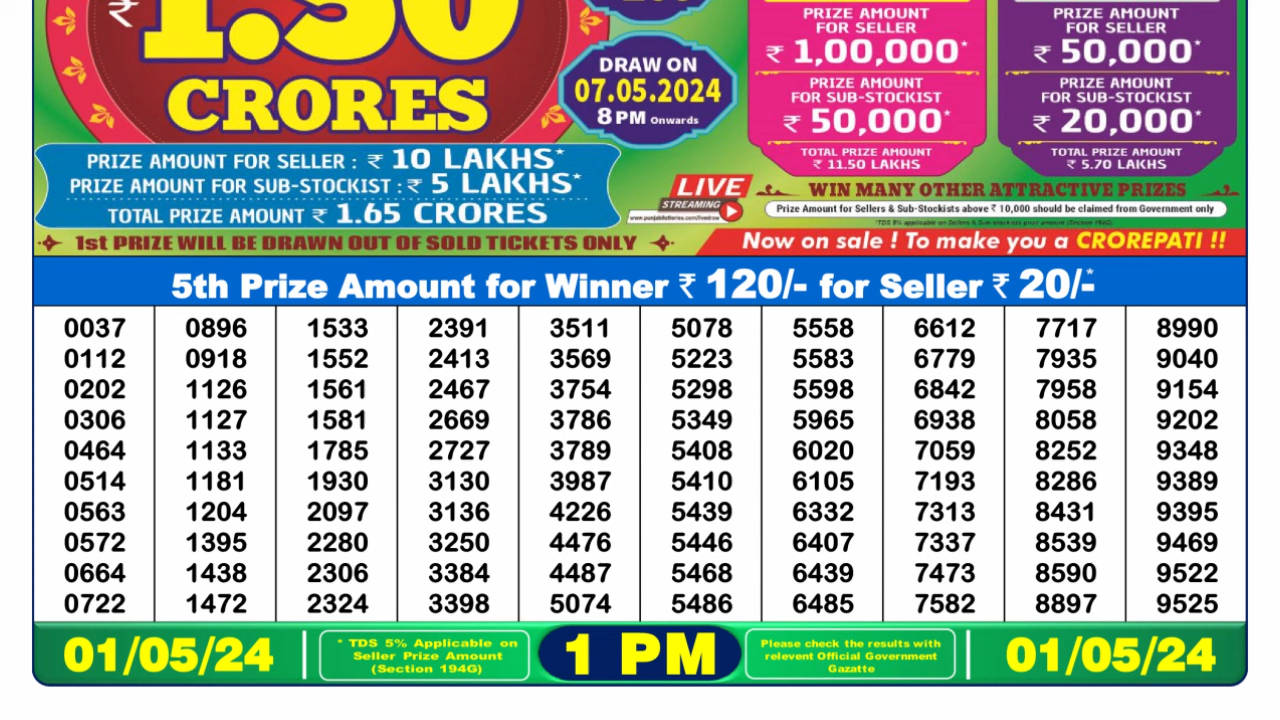 ₹ 1.50
CRORES
PRIZE AMOUNT FOR SELLER : ₹ 10 LAKHS*
PRIZE AMOUNT FOR SUB-STOCKIST : ₹ 5 LAKHS*
TOTAL PRIZE AMOUNT ₹ 1.65 CRORES
DRAW ON
07.05.2024
8 PM Onwards
PRIZE AMOUNT
FOR SELLER
₹ 1,00,000*
PRIZE AMOUNT
FOR SUB-STOCKIST
₹ 50,000*
TOTAL PRIZE AMOUNT
₹ 11.50 LAKHS
PRIZE AMOUNT
FOR SELLER
₹ 50,000*
PRIZE AMOUNT
FOR SUB-STOCKIST
₹ 20,000*
TOTAL PRIZE AMOUNT
₹ 5.70 LAKHS
LIVE
STREAMING
www.punjablotteries.com/livedraw
WIN MANY OTHER ATTRACTIVE PRIZES
Prize Amount for Sellers & Sub-Stockists above ₹ 10,000 should be claimed from Government only
1st PRIZE WILL BE DRAWN OUT OF SOLD TICKETS ONLY
Now on sale ! To make you a CROREPATI !!
5th Prize Amount for Winner ₹ 120/- for Seller ₹ 20/-*
0037 0896 1533 2391 3511 5078 5558 6612 7717 8990
0112 0918 1552 2413 3569 5223 5583 6779 7935 9040
0202 1126 1561 2467 3754 5298 5598 6842 7958 9154
0306 1127 1581 2669 3786 5349 5965 6938 8058 9202
0464 1133 1785 2727 3789 5408 6020 7059 8252 9348
0514 1181 1930 3130 3987 5410 6105 7193 8286 9389
0563 1204 2097 3136 4226 5439 6332 7313 8431 9395
0572 1395 2280 3250 4476 5446 6407 7337 8539 9469
0664 1438 2306 3384 4487 5468 6439 7473 8590 9522
0722 1472 2324 3398 5074 5486 6485 7582 8897 9525
01/05/24
* TDS 5% Applicable on
Seller Prize Amount
(Section 194G)
1 PM
Please check the results with
relevent Official Government
Gazatte
01/05/24